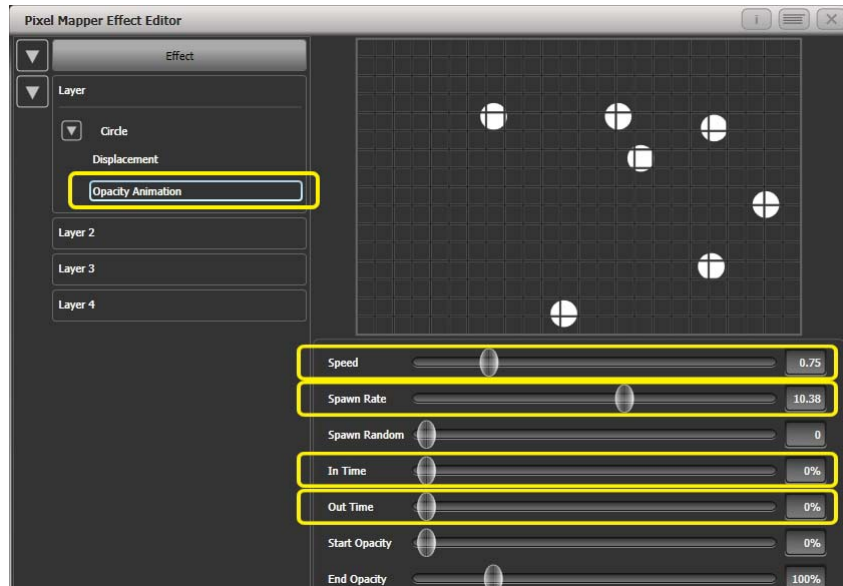 Pixel Mapper Effect Editor
i
Effect
Layer
Circle
Displacement
Opacity Animation
Layer 2
Layer 3
Layer 4
Speed 0.75
Spawn Rate 10.38
Spawn Random 0
In Time 0%
Out Time 0%
Start Opacity 0%
End Opacity 100%